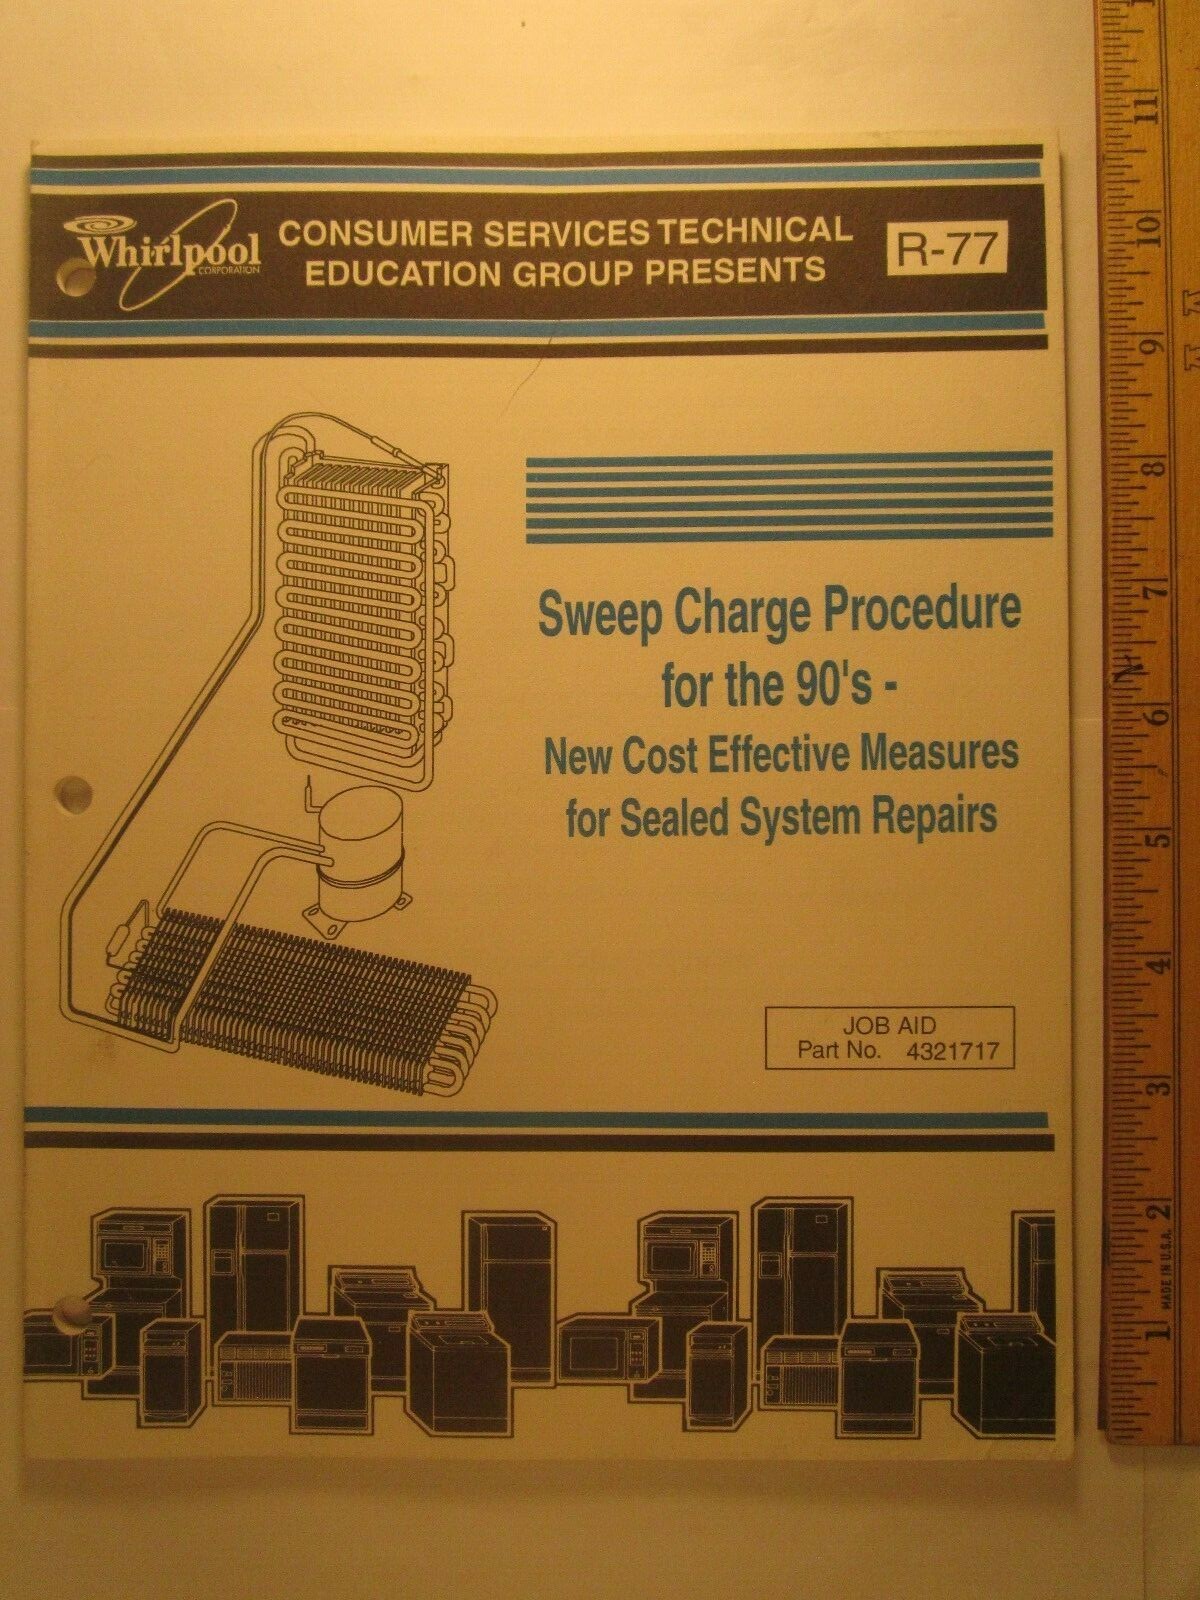 Whirlpool
CORPORATION
CONSUMER SERVICES TECHNICAL
EDUCATION GROUP PRESENTS
R-77
Sweep Charge Procedure
for the 90's -
New Cost Effective Measures
for Sealed System Repairs
JOB AID
Part No. 4321717
11
10
9
8
7
6
5
4
3
2
1
MADE IN U.S.A.